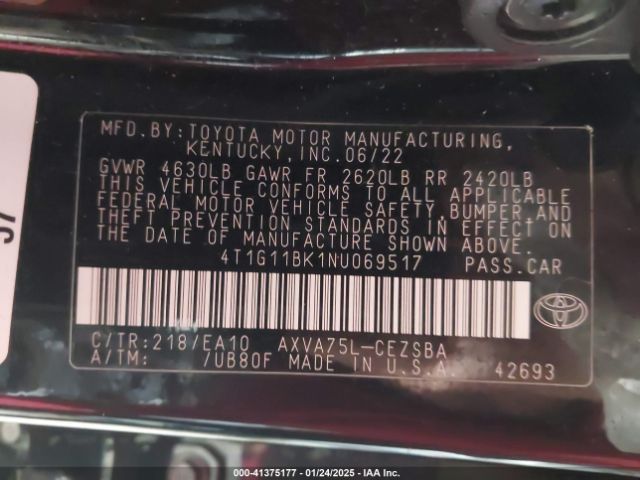 MFD.BY:TOYOTA MOTOR MANUFACTURING,
KENTUCKY,INC.06/22
GVWR 4630LB GAWR FR 2620LB RR 2420LB
THIS VEHICLE CONFORMS TO ALL APPLICABLE
FEDERAL MOTOR VEHICLE SAFETY,BUMPER,AND
THEFT PREVENTION STANDARDS IN EFFECT
ON THE DATE OF MANUFACTURE SHOWN ABOVE.
4T1G11BK1NU069517 PASS.CAR
C/TR:218/EA10 AXVA75L-CEZSBA
A/TM: /UB80F MADE IN U.S.A. 42693
000-41375177 - 01/24/2025 - IAA Inc.